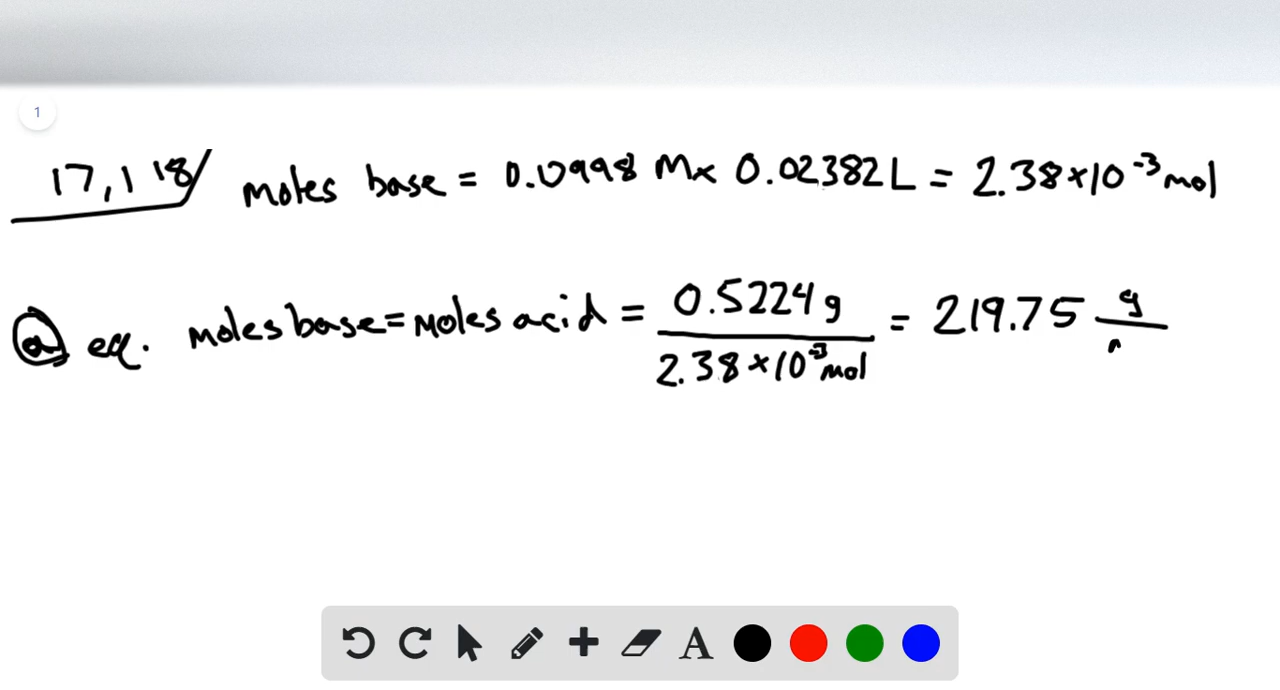 1
17,118/ moles base = 0.0998 M× 0.02382 L = 2.38×10⁻³ mol
(a) eq. moles base=moles acid = 0.5224 g / 2.38×10⁻³ mol = 219.75 g/
A